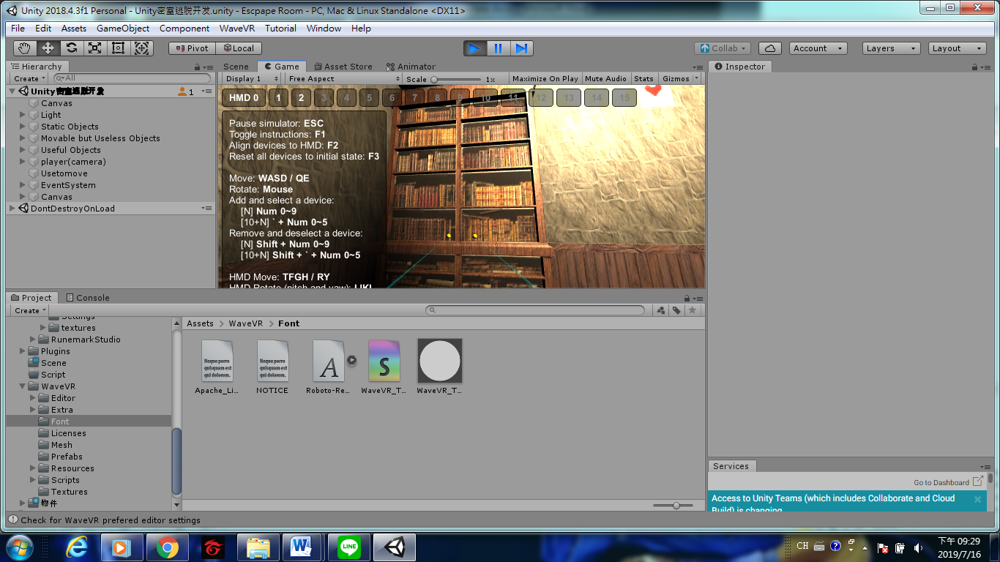 Unity 2018.4.3f1 Personal - Unity密室逃脱开发.unity - Escpape Room - PC, Mac & Linux Standalone <DX11>
File Edit Assets GameObject Component WaveVR Tutorial Window Help
Pivot Local Collab Account Layers Layout
Hierarchy
Create All
Unity密室逃脱开发 1
Canvas
Light
Static Objects
Movable but Useless Objects
Useful Objects
player(camera)
Usetomove
EventSystem
Canvas
DontDestroyOnLoad
Scene Game Asset Store Animator
Display 1 Free Aspect Scale 1x Maximize On Play Mute Audio Stats Gizmos
HMD 0 1 2 3 4 5 6 7 8 9 10 11 12 13 14 15
Pause simulator: ESC
Toggle instructions: F1
Align devices to HMD: F2
Reset all devices to initial state: F3
Move: WASD / QE
Rotate: Mouse
Add and select a device:
[N] Num 0~9
[10+N] ` + Num 0~5
Remove and deselect a device:
[N] Shift + Num 0~9
[10+N] Shift + ` + Num 0~5
HMD Move: TFGH / RY
HMD Rotate (pitch and yaw): IJKL
Inspector
Project Console
Create
Settings
textures
RunemarkStudio
Plugins
Scene
Script
WaveVR
Editor
Extra
Font
Licenses
Mesh
Prefabs
Resources
Scripts
Textures
物件
Assets > WaveVR > Font
Neque porro
quisquam est
qui dolorem.
Neque porro
quisquam est
qui dolorem.
A
S
Apache_Li... NOTICE Roboto-Re... WaveVR_T... WaveVR_T...
Services
Go to Dashboard
Access to Unity Teams (which includes Collaborate and Cloud
Build) is changing
Check for WaveVR prefered editor settings
W
LINE
CH
下午 09:29
2019/7/16